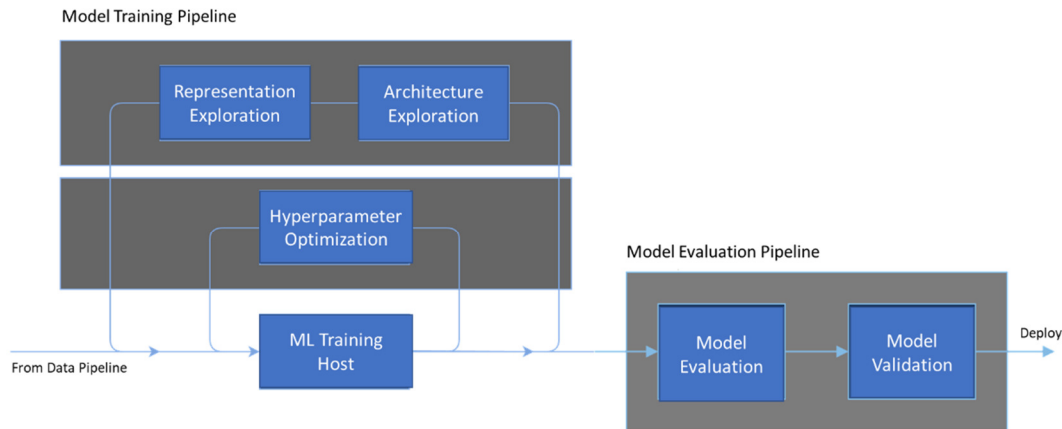 Model Training Pipeline
Representation
Exploration
Architecture
Exploration
Hyperparameter
Optimization
Model Evaluation Pipeline
ML Training
Host
Model
Evaluation
Model
Validation
Deploy
From Data Pipeline